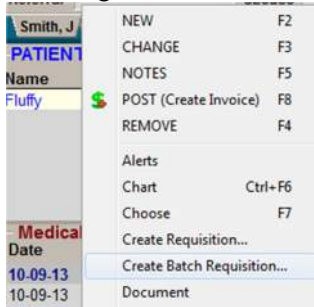 Smith, J
NEW F2
CHANGE F3
PATIENT
NOTES F5
Name
Fluffy
POST (Create Invoice) F8
REMOVE F4
Alerts
Chart Ctrl+F6
Choose F7
Medical
Create Requisition...
Date
10-09-13
Create Batch Requisition...
10-09-13
Document